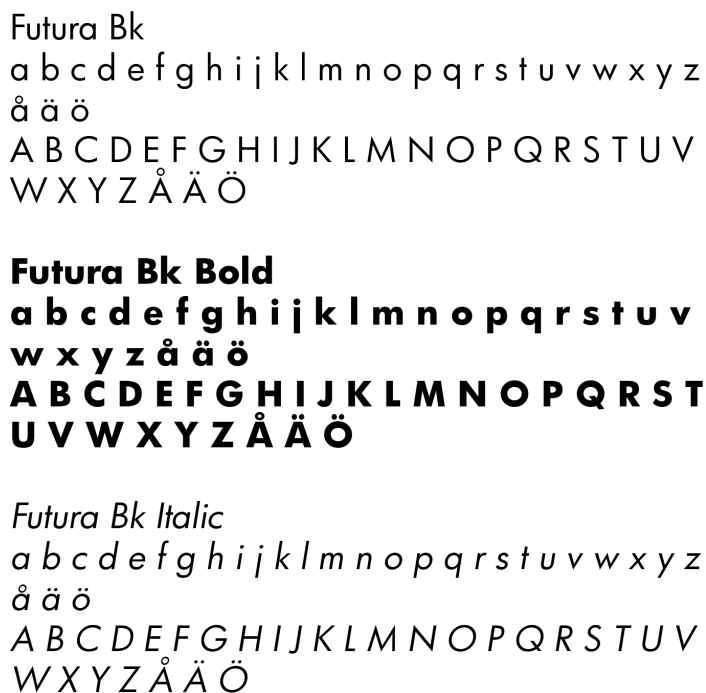 Futura Bk
a b c d e f g h i j k l m n o p q r s t u v w x y z
å ä ö
A B C D E F G H I J K L M N O P Q R S T U V
W X Y Z Å Ä Ö
Futura Bk Bold
a b c d e f g h i j k l m n o p q r s t u v
w x y z å ä ö
A B C D E F G H I J K L M N O P Q R S T
U V W X Y Z Å Ä Ö
Futura Bk Italic
a b c d e f g h i j k l m n o p q r s t u v w x y z
å ä ö
A B C D E F G H I J K L M N O P Q R S T U V
W X Y Z Å Ä Ö